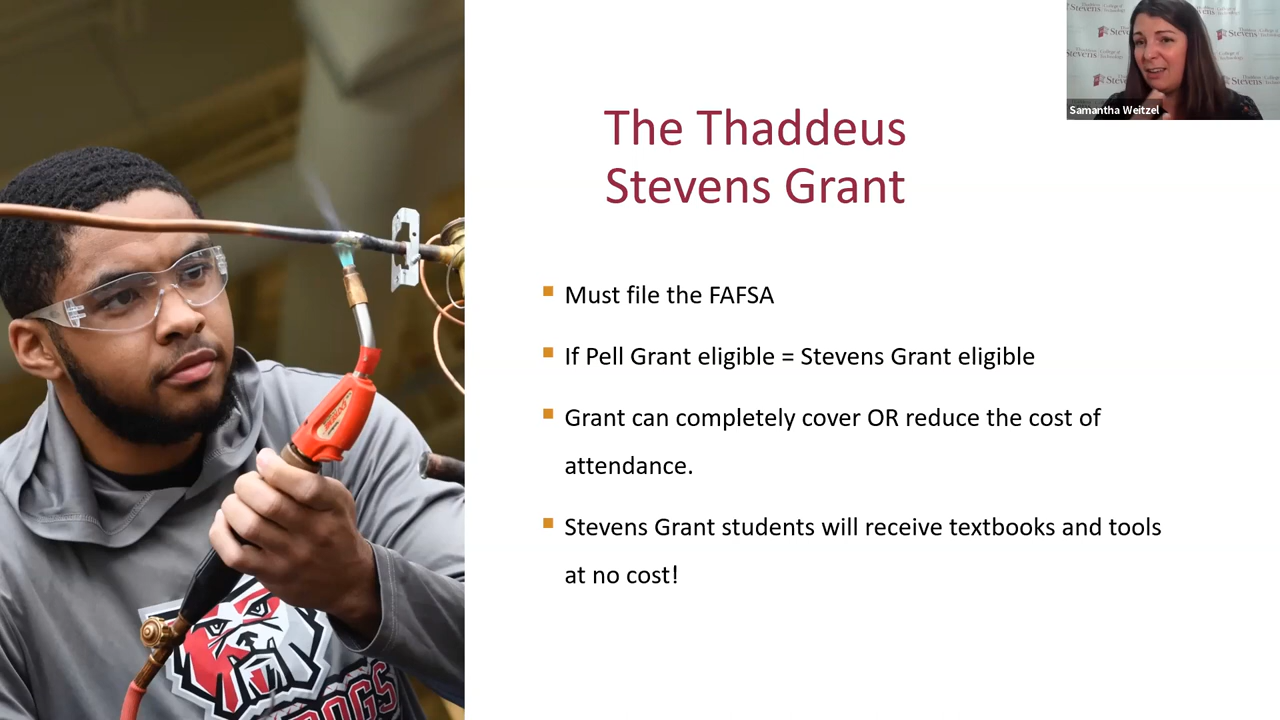 Samantha Weitzel
The Thaddeus
Stevens Grant
Must file the FAFSA
If Pell Grant eligible = Stevens Grant eligible
Grant can completely cover OR reduce the cost of
attendance.
Stevens Grant students will receive textbooks and tools
at no cost!
Stevens